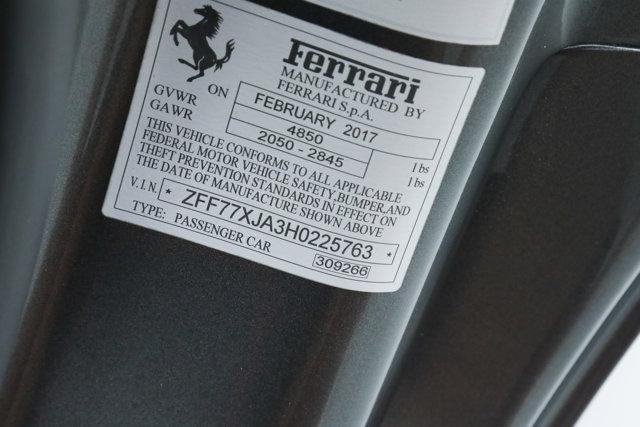 Ferrari
MANUFACTURED BY
FERRARI S.p.A.
ON FEBRUARY 2017
GVWR 4850 lbs
GAWR 2050 - 2845 lbs
THIS VEHICLE CONFORMS TO ALL APPLICABLE
FEDERAL MOTOR VEHICLE SAFETY, BUMPER, AND
THEFT PREVENTION STANDARDS IN EFFECT ON
THE DATE OF MANUFACTURE SHOWN ABOVE
V.I.N. * ZFF77XJA3H0225763 *
TYPE: PASSENGER CAR
309266